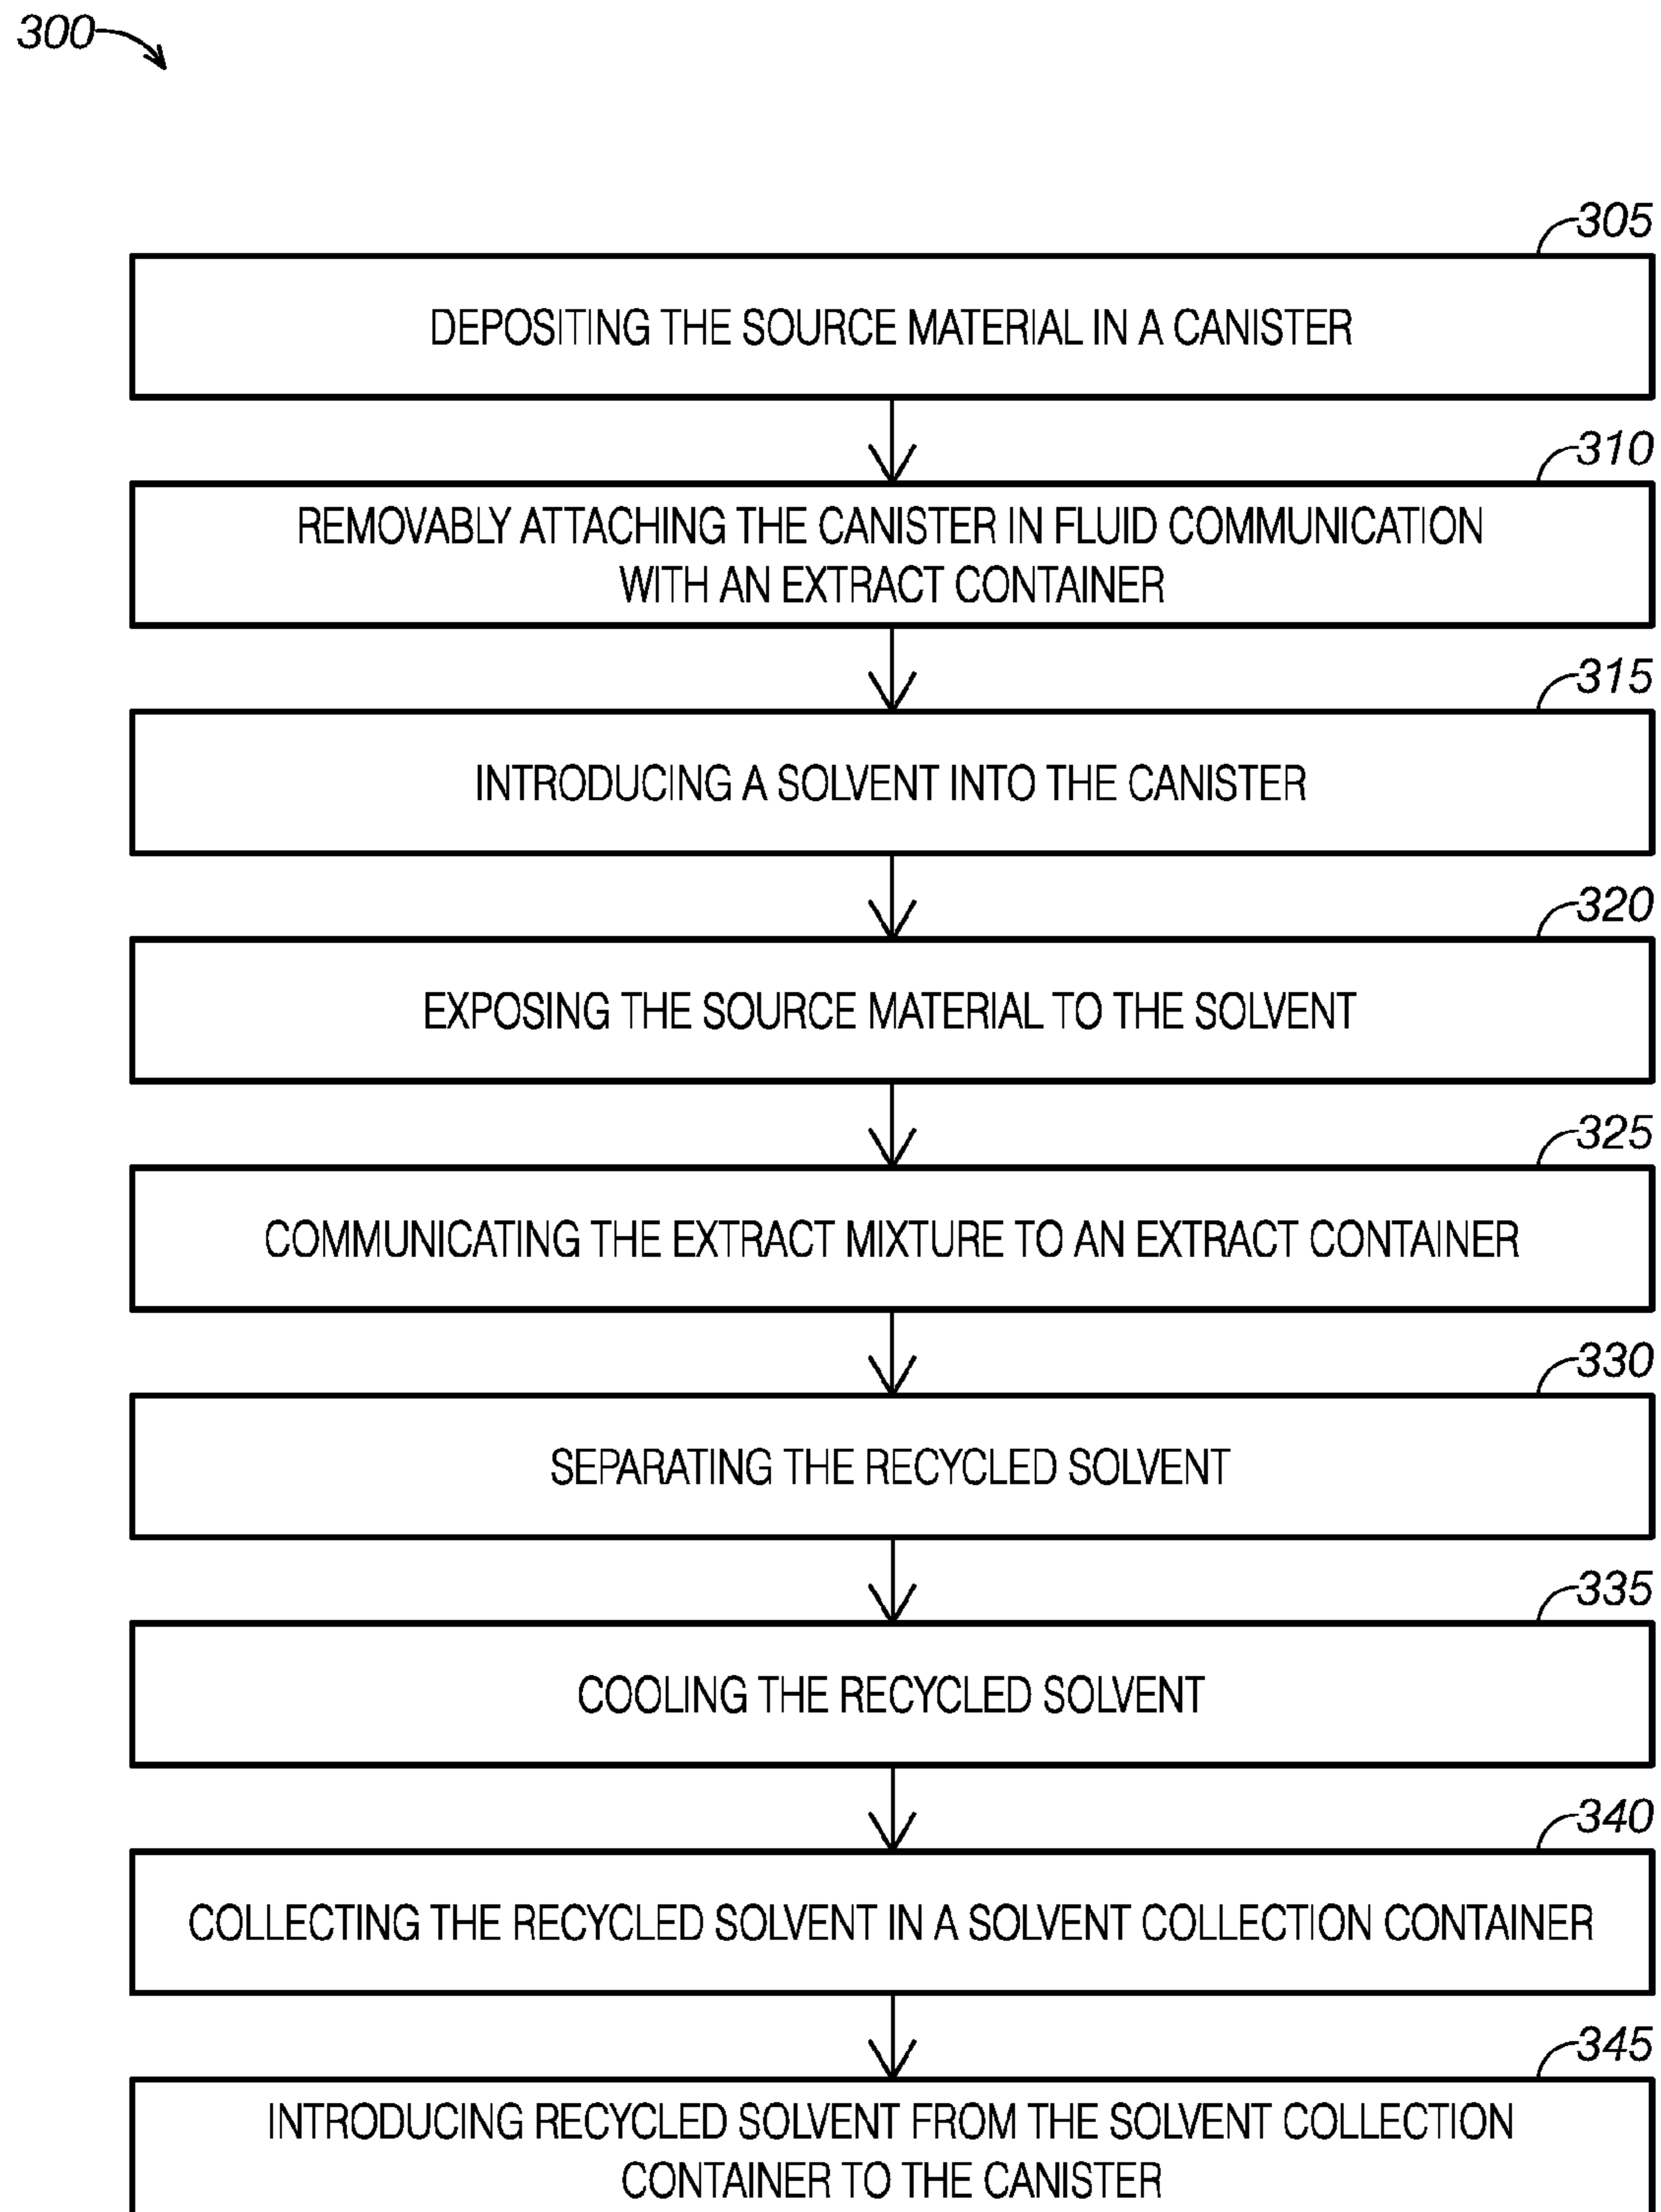 300
305
DEPOSITING THE SOURCE MATERIAL IN A CANISTER
310
REMOVABLY ATTACHING THE CANISTER IN FLUID COMMUNICATION
WITH AN EXTRACT CONTAINER
315
INTRODUCING A SOLVENT INTO THE CANISTER
320
EXPOSING THE SOURCE MATERIAL TO THE SOLVENT
325
COMMUNICATING THE EXTRACT MIXTURE TO AN EXTRACT CONTAINER
330
SEPARATING THE RECYCLED SOLVENT
335
COOLING THE RECYCLED SOLVENT
340
COLLECTING THE RECYCLED SOLVENT IN A SOLVENT COLLECTION CONTAINER
345
INTRODUCING RECYCLED SOLVENT FROM THE SOLVENT COLLECTION
CONTAINER TO THE CANISTER